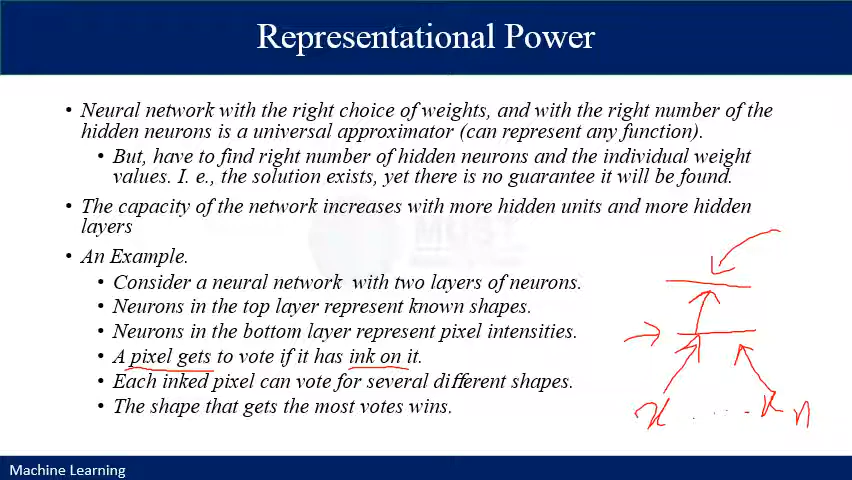 Representational Power
• Neural network with the right choice of weights, and with the right number of the
hidden neurons is a universal approximator (can represent any function).
• But, have to find right number of hidden neurons and the individual weight
values. I. e., the solution exists, yet there is no guarantee it will be found.
• The capacity of the network increases with more hidden units and more hidden
layers
• An Example.
• Consider a neural network with two layers of neurons.
• Neurons in the top layer represent known shapes.
• Neurons in the bottom layer represent pixel intensities.
• A pixel gets to vote if it has ink on it.
• Each inked pixel can vote for several different shapes.
• The shape that gets the most votes wins.
x .... x n
MUST
Machine Learning